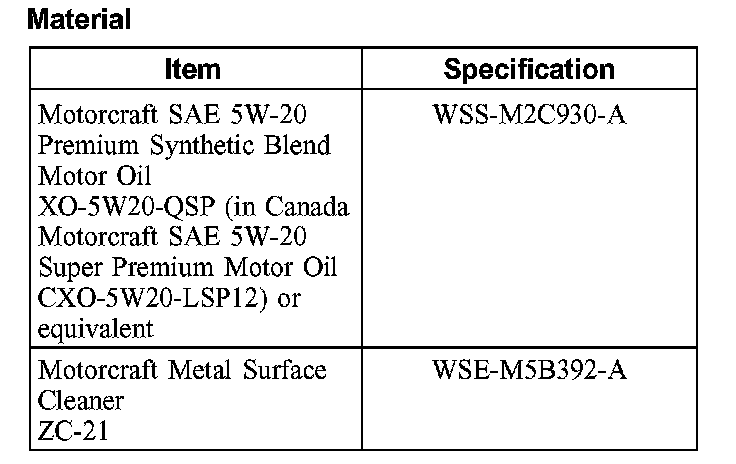 Material
Item
Specification
Motorcraft SAE 5W-20
Premium Synthetic Blend
Motor Oil
XO-5W20-QSP (in Canada
Motorcraft SAE 5W-20
Super Premium Motor Oil
CXO-5W20-LSP12) or
equivalent
WSS-M2C930-A
Motorcraft Metal Surface
Cleaner
ZC-21
WSE-M5B392-A